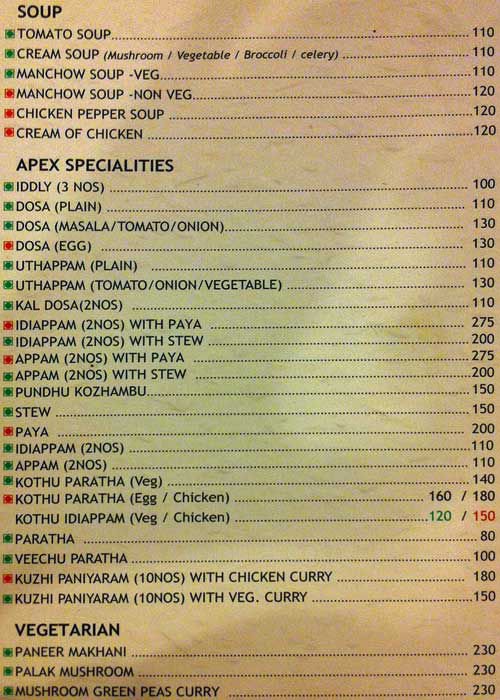 SOUP
TOMATO SOUP 110
CREAM SOUP (Mushroom / Vegetable / Broccoli / celery) 110
MANCHOW SOUP -VEG 110
MANCHOW SOUP -NON VEG 120
CHICKEN PEPPER SOUP 120
CREAM OF CHICKEN 120
APEX SPECIALITIES
IDDLY (3 NOS) 100
DOSA (PLAIN) 110
DOSA (MASALA/TOMATO/ONION) 130
DOSA (EGG) 130
UTHAPPAM (PLAIN) 110
UTHAPPAM (TOMATO/ONION/VEGETABLE) 130
KAL DOSA(2NOS) 110
IDIAPPAM (2NOS) WITH PAYA 275
IDIAPPAM (2NOS) WITH STEW 200
APPAM (2NOS) WITH PAYA 275
APPAM (2NOS) WITH STEW 200
PUNDHU KOZHAMBU 150
STEW 150
PAYA 200
IDIAPPAM (2NOS) 110
APPAM (2NOS) 110
KOTHU PARATHA (Veg) 140
KOTHU PARATHA (Egg / Chicken) 160 / 180
KOTHU IDIAPPAM (Veg / Chicken) 120 / 150
PARATHA 80
VEECHU PARATHA 100
KUZHI PANIYARAM (10NOS) WITH CHICKEN CURRY 180
KUZHI PANIYARAM (10NOS) WITH VEG. CURRY 150
VEGETARIAN
PANEER MAKHANI 230
PALAK MUSHROOM 230
MUSHROOM GREEN PEAS CURRY 230